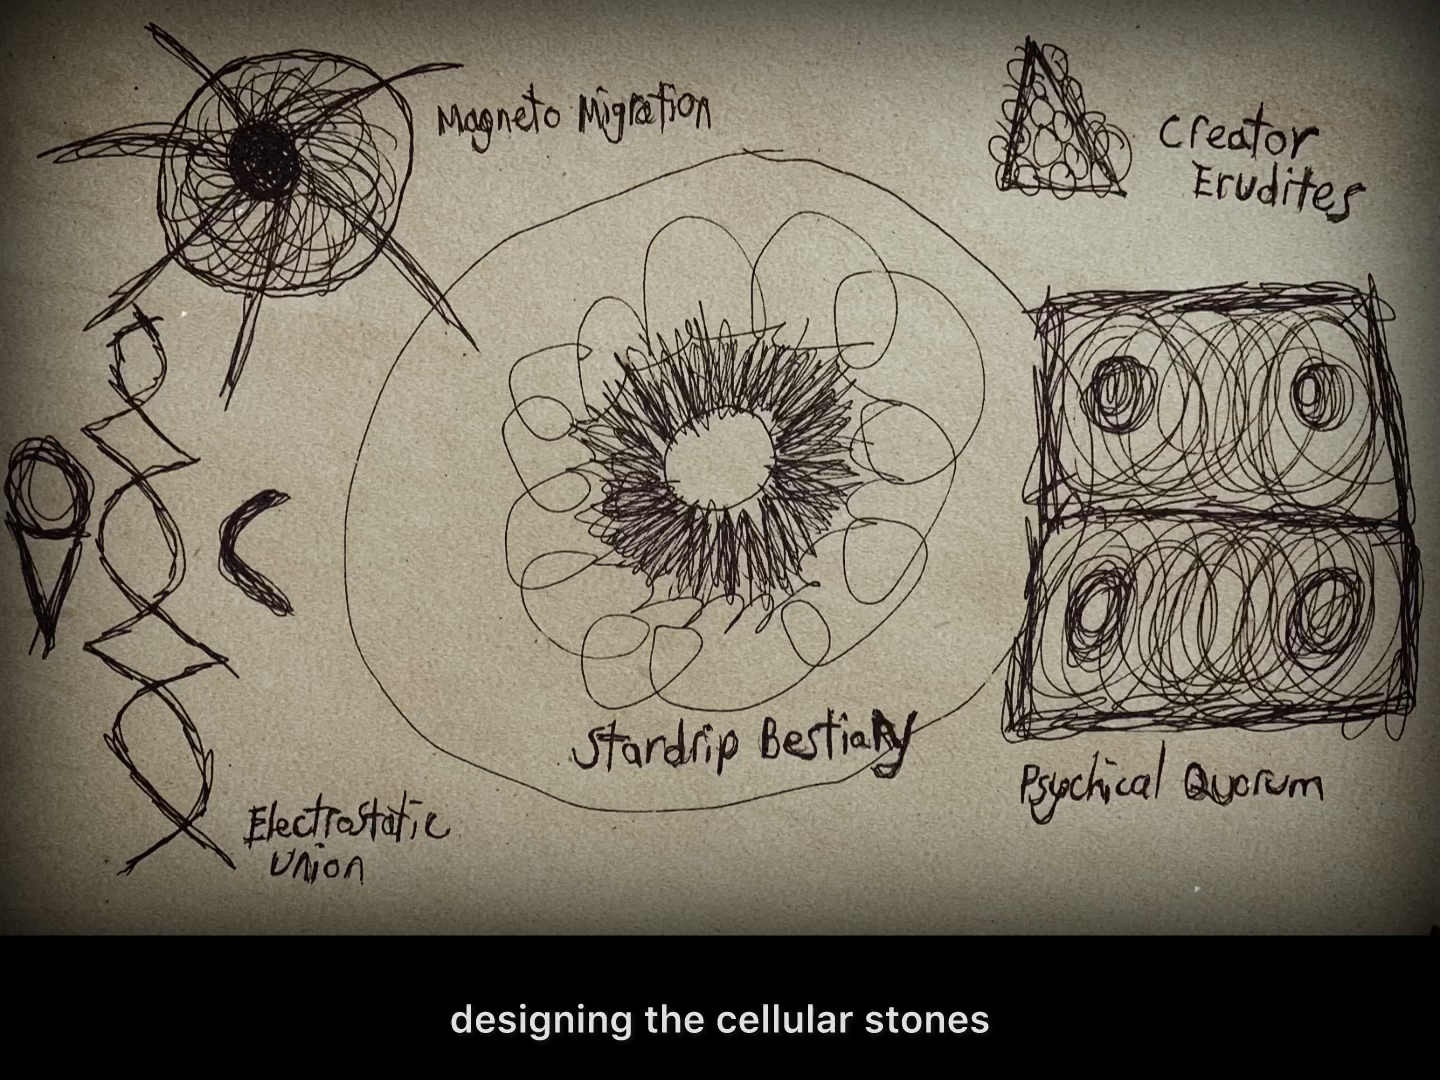 Magneto Migration
Creator
Erudites
Stardrip Bestiary
Psychical Quorum
Electrostatic
Union
designing the cellular stones